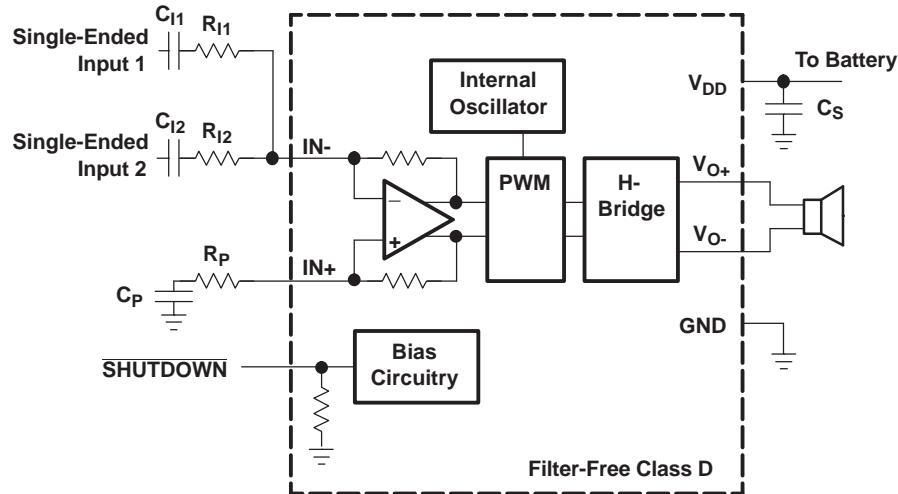 Single-Ended
Input 1
CI1
RI1
Single-Ended
Input 2
CI2
RI2
IN-
Internal
Oscillator
VDD
To Battery
CS
PWM
H-
Bridge
VO+
VO-
−
+
RP
IN+
CP
GND
SHUTDOWN
Bias
Circuitry
Filter-Free Class D